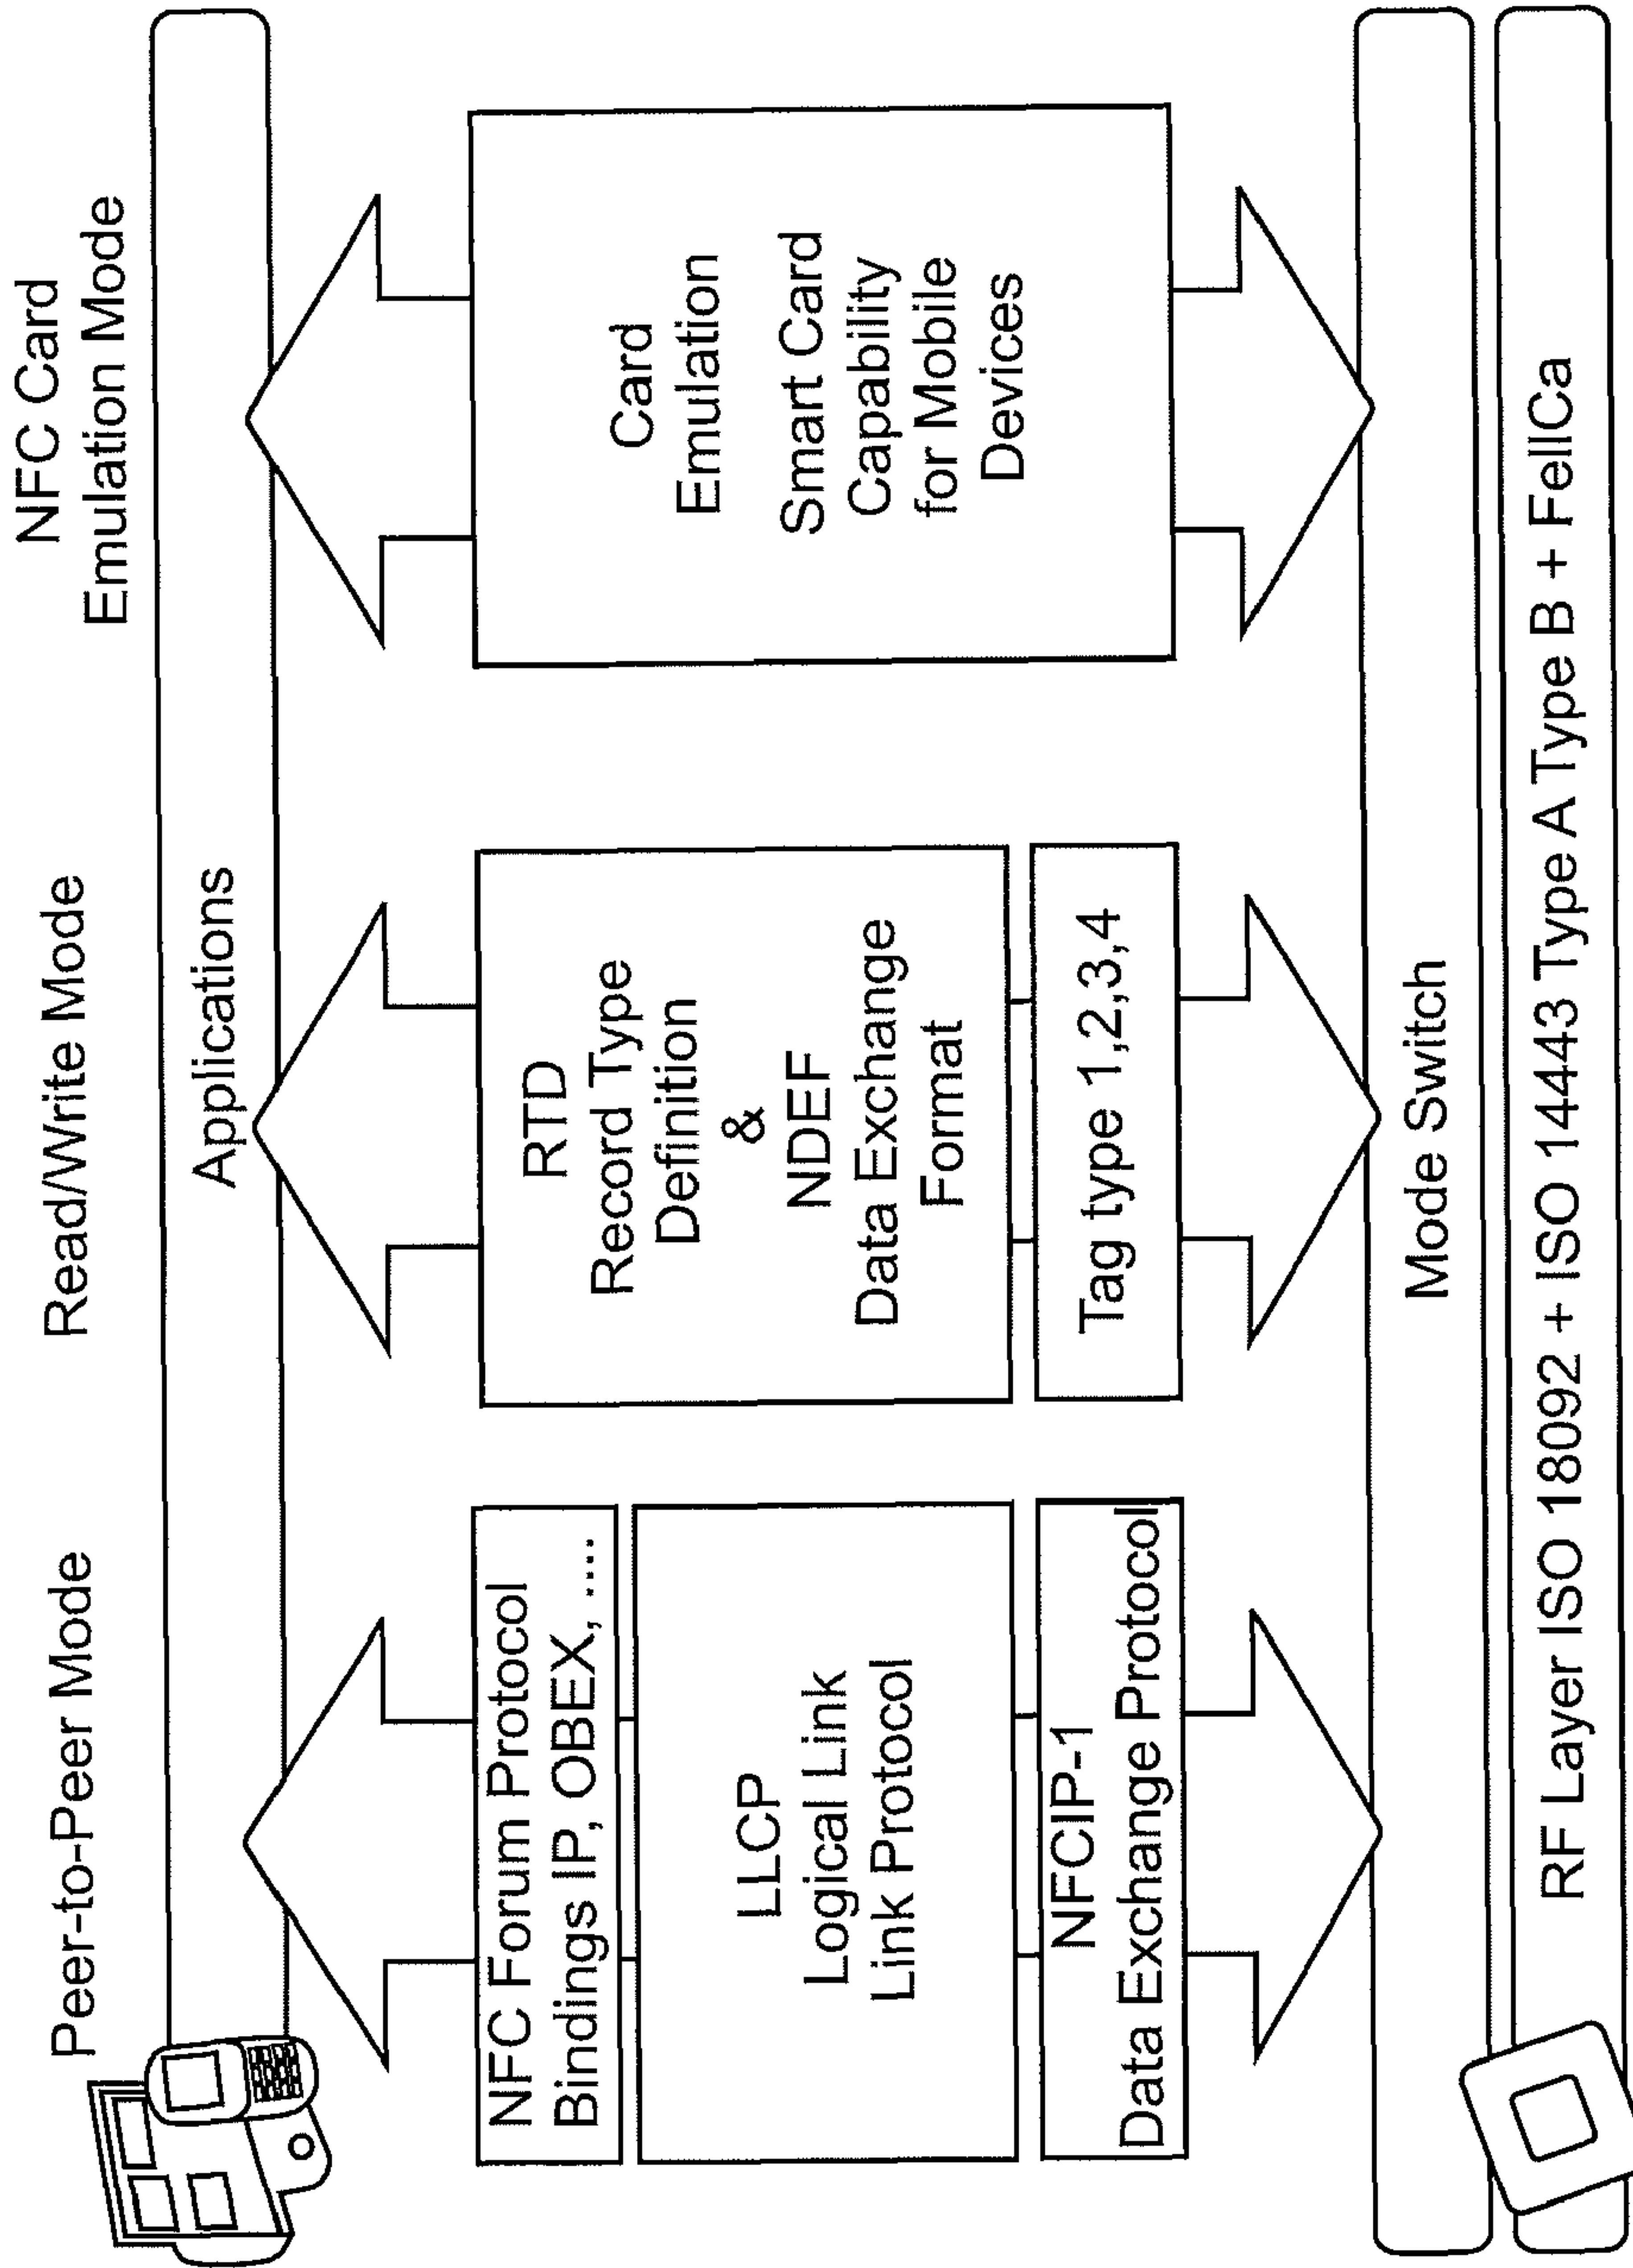 Peer-to-Peer Mode
Read/Write Mode
NFC Card
Emulation Mode
Applications
NFC Forum Protocol
Bindings IP, OBEX, ....
LLCP
Logical Link
Link Protocol
NFCIP-1
Data Exchange Protocol
RTD
Record Type
Definition
&
NDEF
Data Exchange
Format
Tag type 1,2,3,4
Card
Emulation
Smart Card
Capability
for Mobile
Devices
Mode Switch
RF Layer ISO 18092 + ISO 14443 Type A Type B + FellCa